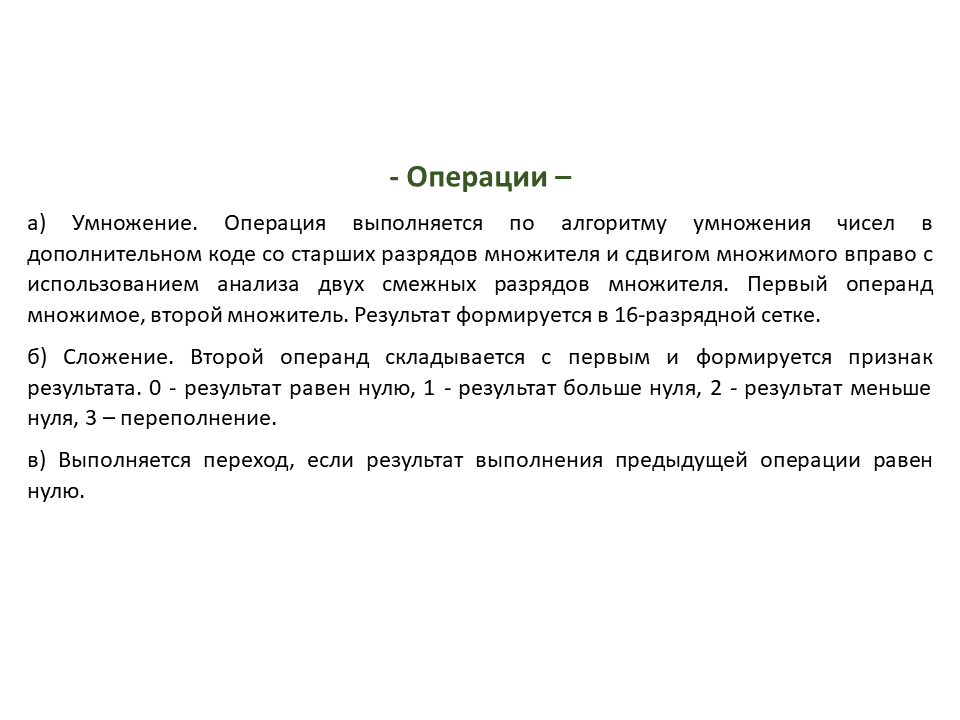 - Операции –
а) Умножение. Операция выполняется по алгоритму умножения чисел в
дополнительном коде со старших разрядов множителя и сдвигом множимого вправо с
использованием анализа двух смежных разрядов множителя. Первый операнд
множимое, второй множитель. Результат формируется в 16-разрядной сетке.
б) Сложение. Второй операнд складывается с первым и формируется признак
результата. 0 - результат равен нулю, 1 - результат больше нуля, 2 - результат меньше
нуля, 3 – переполнение.
в) Выполняется переход, если результат выполнения предыдущей операции равен
нулю.